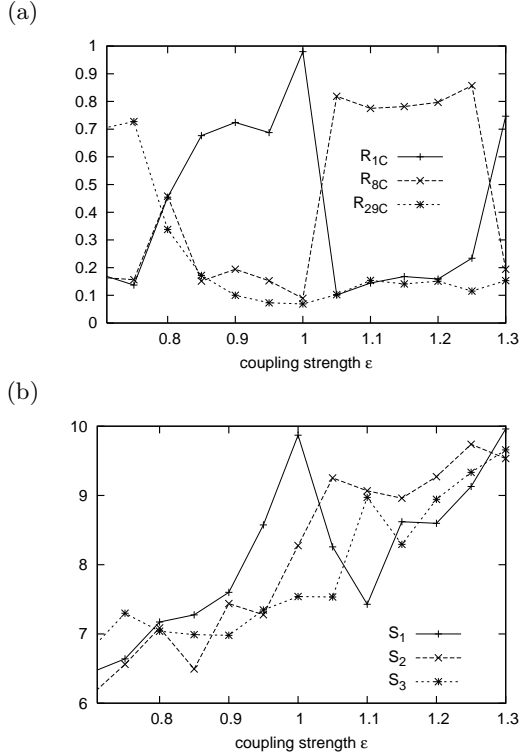 (a)
1
0.9
0.8
0.7
0.6
0.5
0.4
0.3
0.2
0.1
0
R1C
R8C
R29C
0.8 0.9 1 1.1 1.2 1.3
coupling strength ε
(b)
10
9
8
7
6
S1
S2
S3
0.8 0.9 1 1.1 1.2 1.3
coupling strength ε